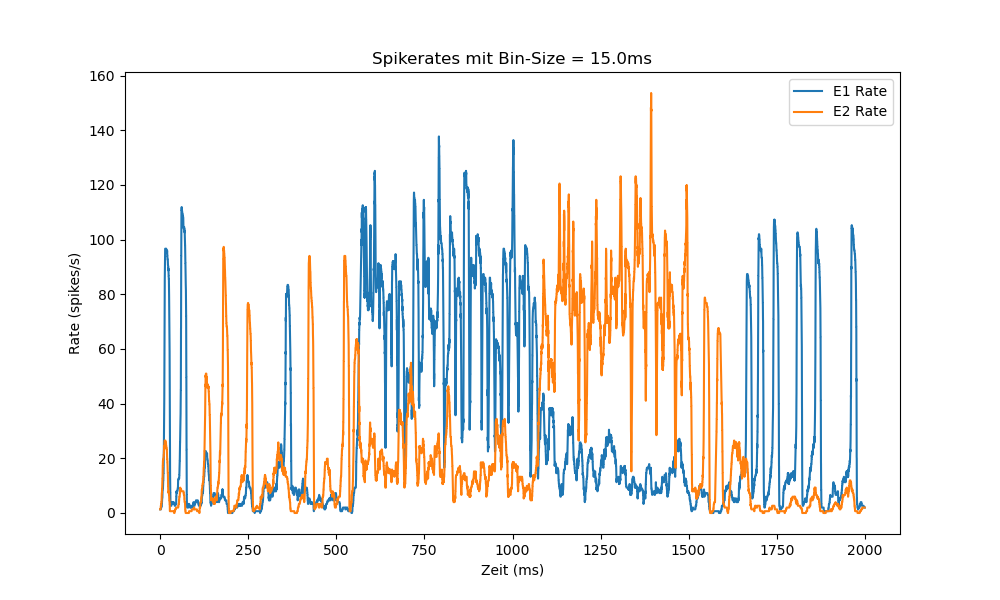 Spikerates mit Bin-Size = 15.0ms
E1 Rate
E2 Rate
Rate (spikes/s)
160
140
120
100
80
60
40
20
0
0 250 500 750 1000 1250 1500 1750 2000
Zeit (ms)